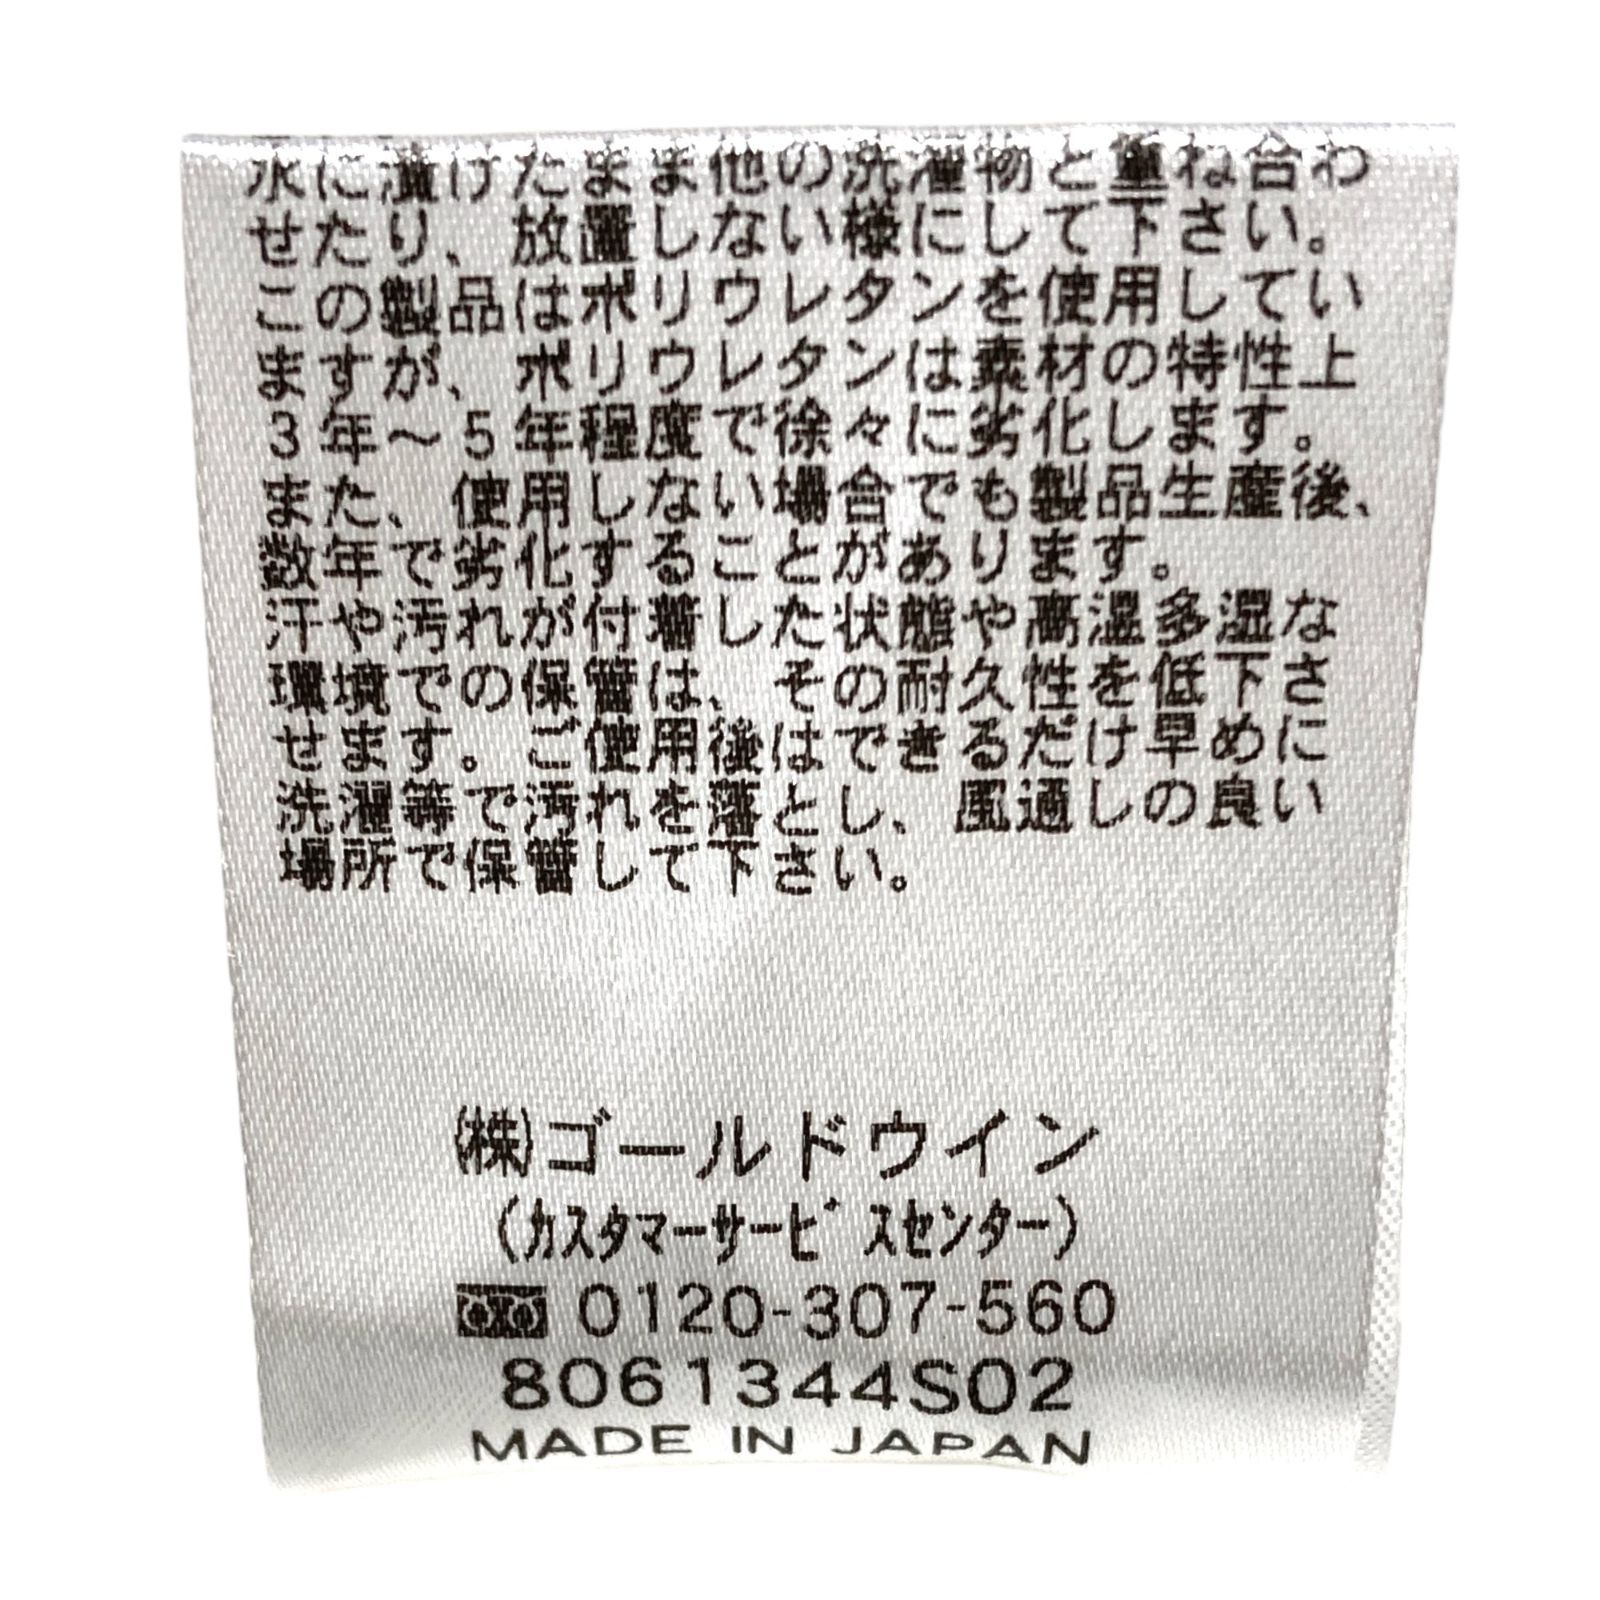 水に漬けたまま他の洗濯物と重ね合わ
せたり、放置しない様にして下さい。
この製品はポリウレタンを使用してい
ますが、ポリウレタンは素材の特性上
3年～5年程度で徐々に劣化します。
また、使用しない場合でも製品生産後、
数年で劣化することがあります。
汗や汚れが付着した状態や高温多湿な
環境での保管は、その耐久性を低下さ
せます。ご使用後はできるだけ早めに
洗濯等で汚れを落とし、風通しの良い
場所で保管して下さい。
㈱ゴールドウイン
(ｶｽﾀﾏｰｻｰﾋﾞｽｾﾝﾀｰ)
0120-307-560
8061344S02
MADE IN JAPAN